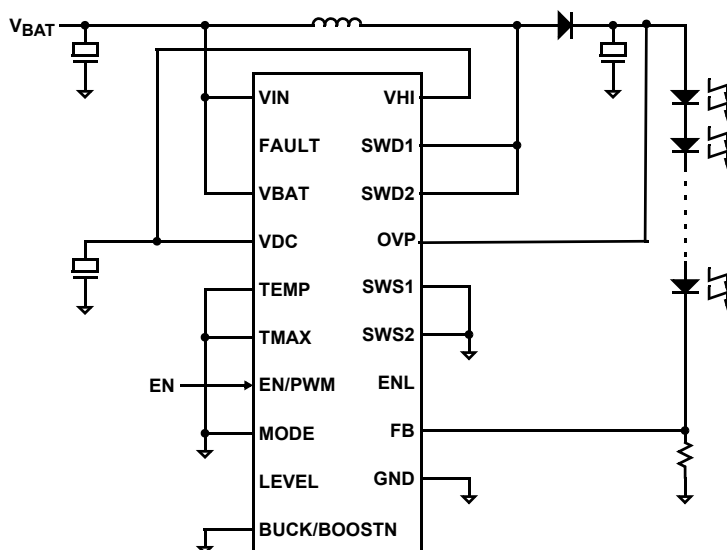 VBAT
VIN
VHI
FAULT
SWD1
VBAT
SWD2
VDC
OVP
TEMP
SWS1
TMAX
SWS2
EN
EN/PWM
ENL
MODE
FB
LEVEL
GND
BUCK/BOOSTN